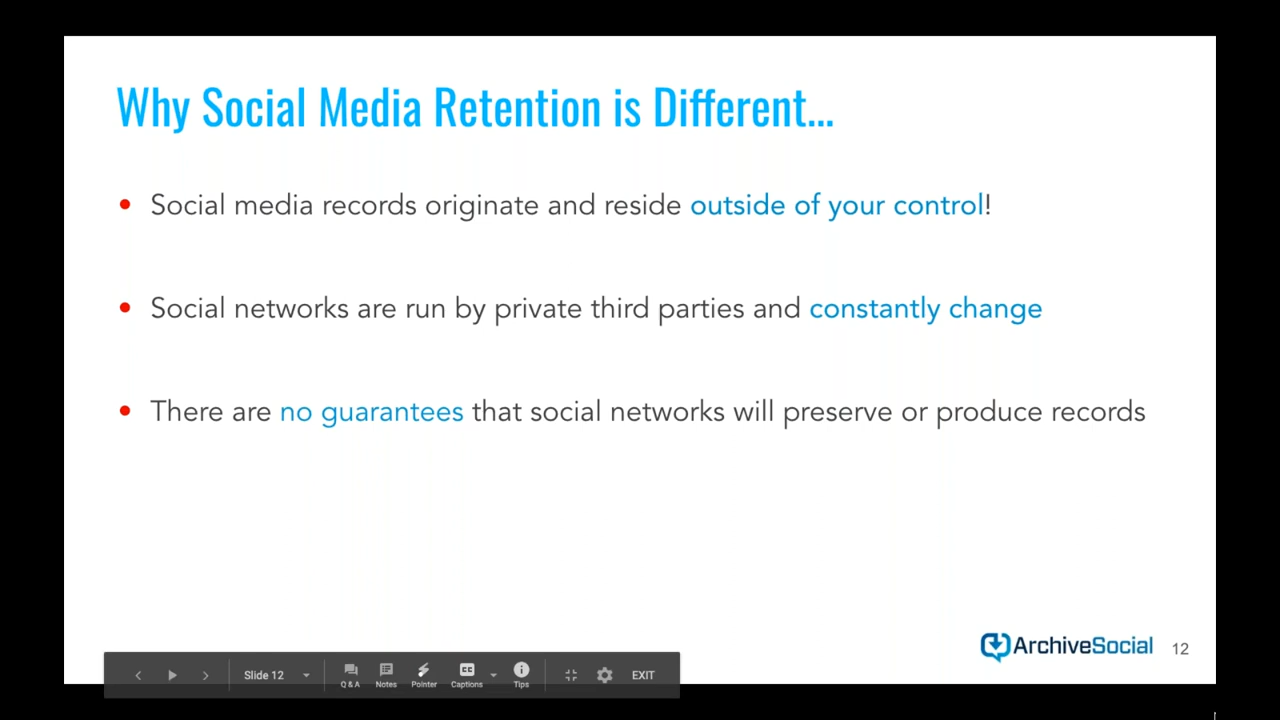 Why Social Media Retention is Different...
• Social media records originate and reside outside of your control!
• Social networks are run by private third parties and constantly change
• There are no guarantees that social networks will preserve or produce records
ArchiveSocial 12
Slide 12 Q & A Notes Pointer CC Captions Tips EXIT